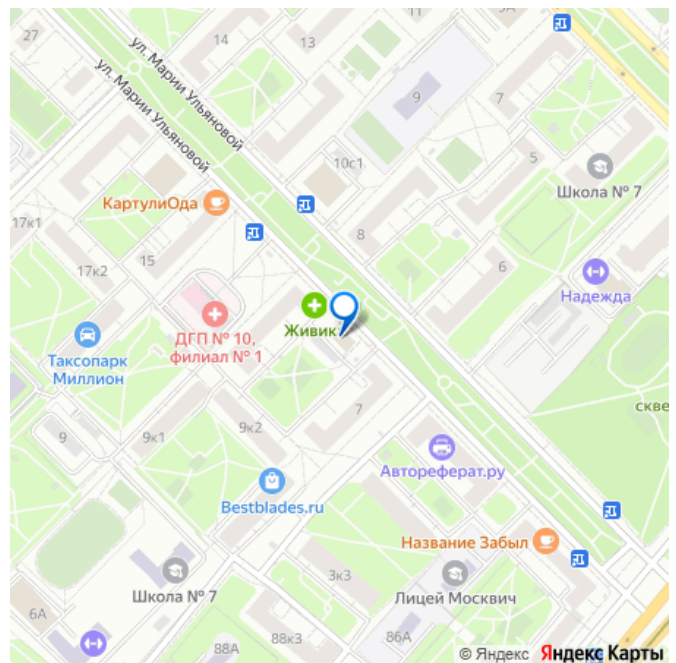 9А
27
14
13
ул. Марии Ульяновой
ул. Марии Ульяновой
9
7
10с1
5
Школа № 7
КартулиОда
17к1
8
15
17к2
6
Надежда
Живик
ДГП № 10,
филиал № 1
Таксопарк
Миллион
скве
7
9
9к1
9к2
Автореферат.ру
Bestblades.ru
Название Забыл
Школа № 7
3к3
Лицей Москвич
6А
88А
88к3
86А
© Яндекс Яндекс Карты